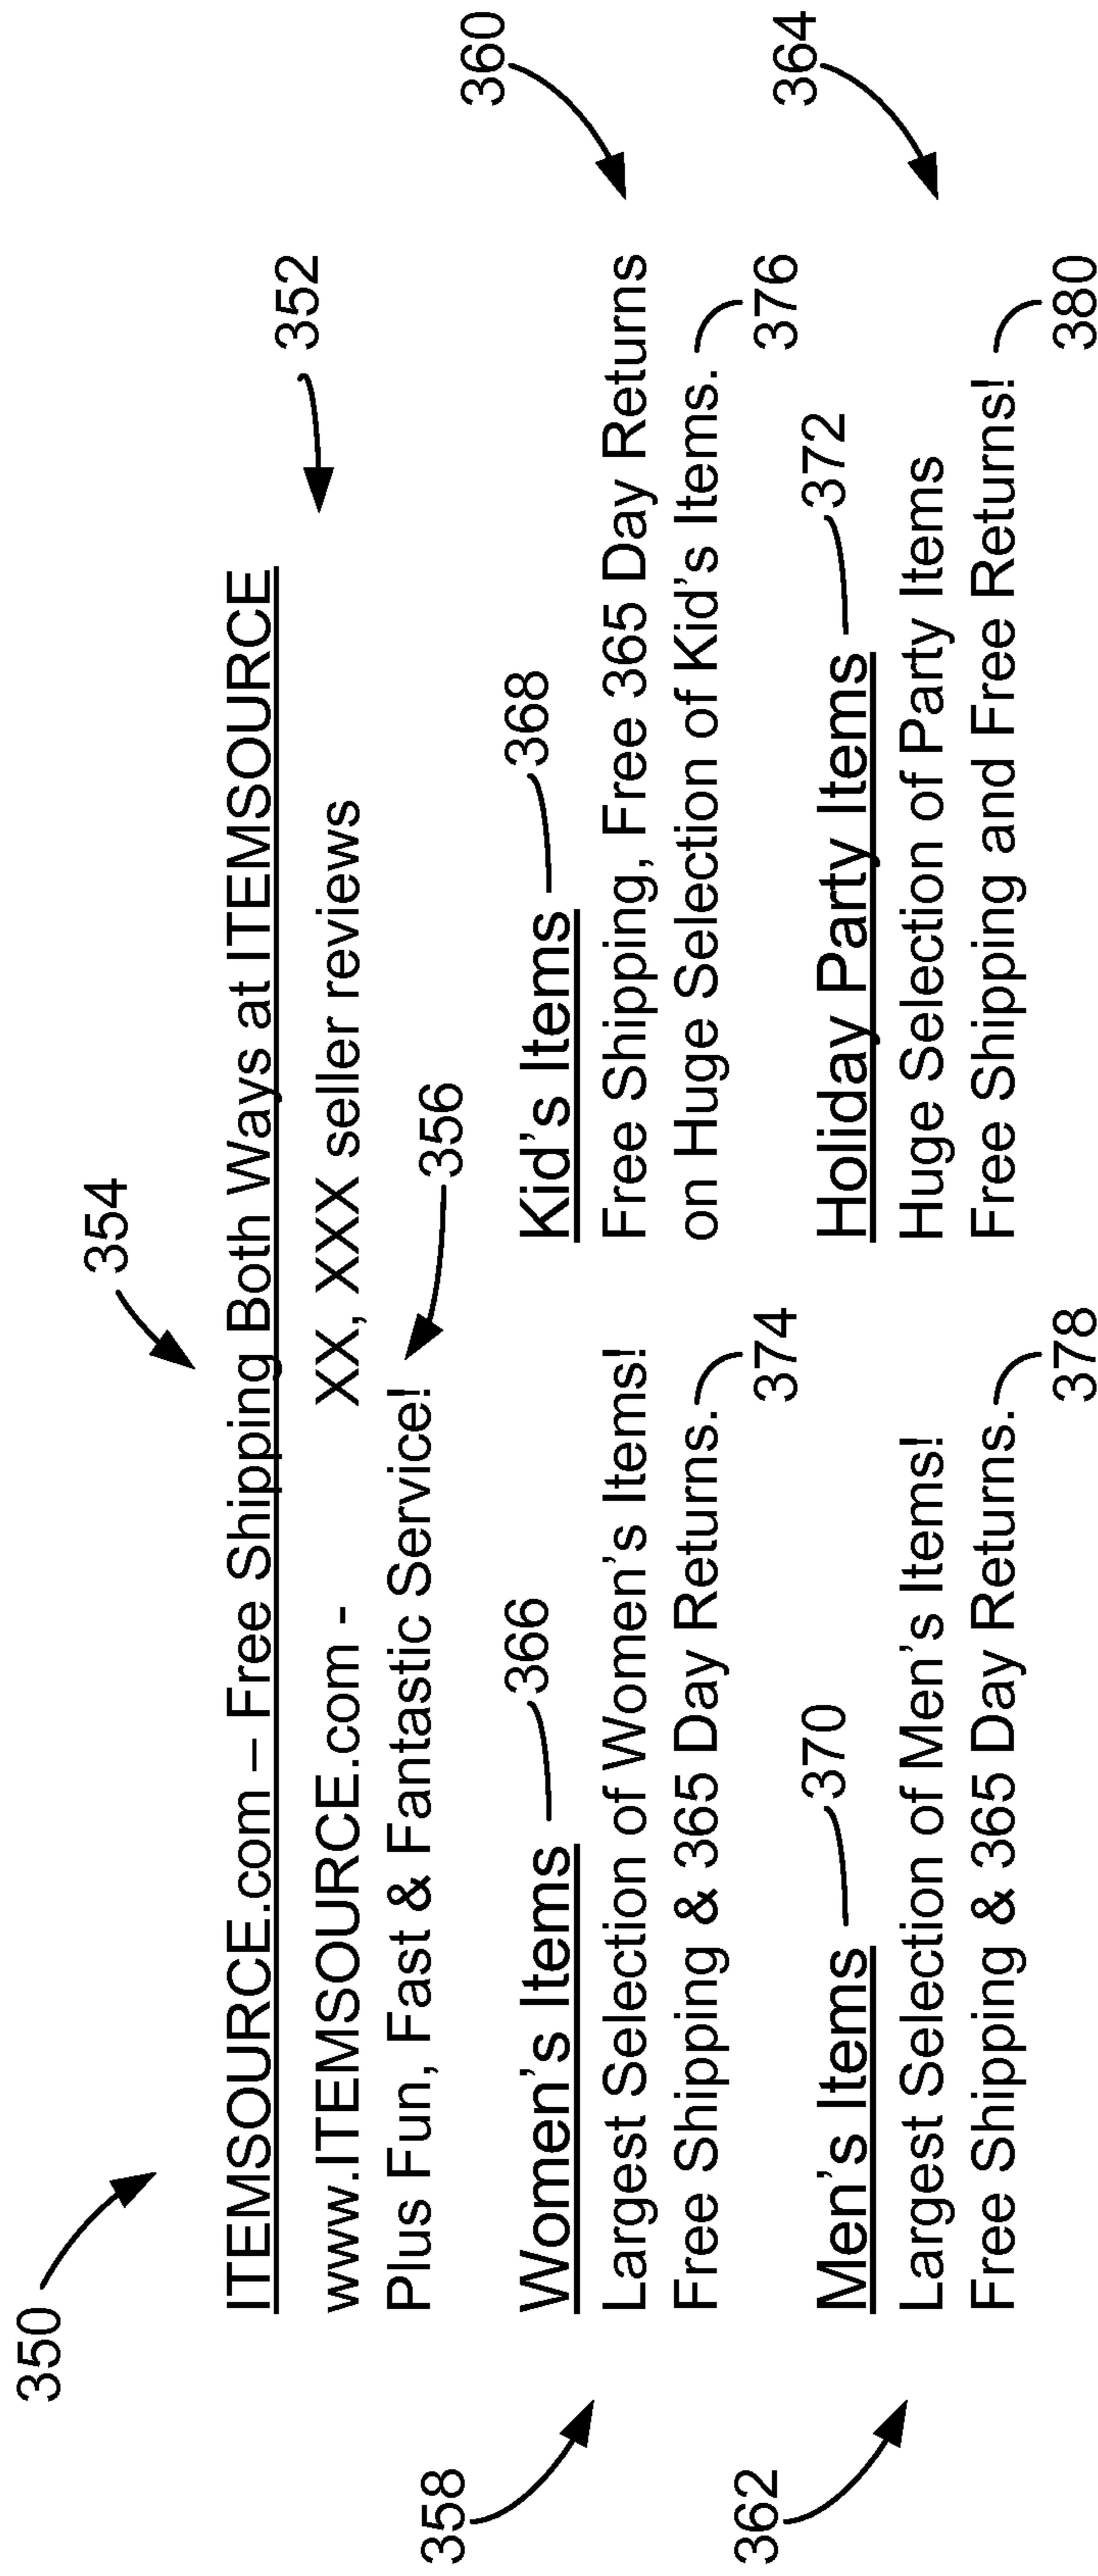 350
354
ITEMSOURCE.com – Free Shipping Both Ways at ITEMSOURCE
352
www.ITEMSOURCE.com - XX, XXX seller reviews
Plus Fun, Fast & Fantastic Service!
356
358
Women's Items
366
Largest Selection of Women's Items!
Free Shipping & 365 Day Returns.
374
Kid's Items
368
360
Free Shipping, Free 365 Day Returns
on Huge Selection of Kid's Items.
376
362
Men's Items
370
Largest Selection of Men's Items!
Free Shipping & 365 Day Returns.
378
Holiday Party Items
372
364
Huge Selection of Party Items
Free Shipping and Free Returns!
380